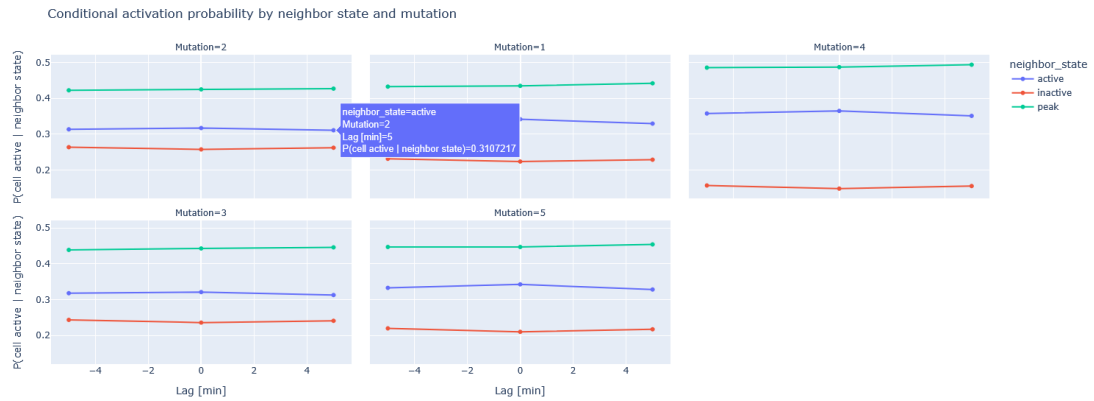 Conditional activation probability by neighbor state and mutation
Mutation=2
Mutation=1
Mutation=4
P(cell active | neighbor state)
0.5
0.4
0.3
0.2
neighbor_state=active
Mutation=2
Lag [min]=5
P(cell active | neighbor state)=0.3107217
neighbor_state
active
inactive
peak
Mutation=3
Mutation=5
P(cell active | neighbor state)
0.5
0.4
0.3
0.2
−4 −2 0 2 4
−4 −2 0 2 4
Lag [min]
Lag [min]